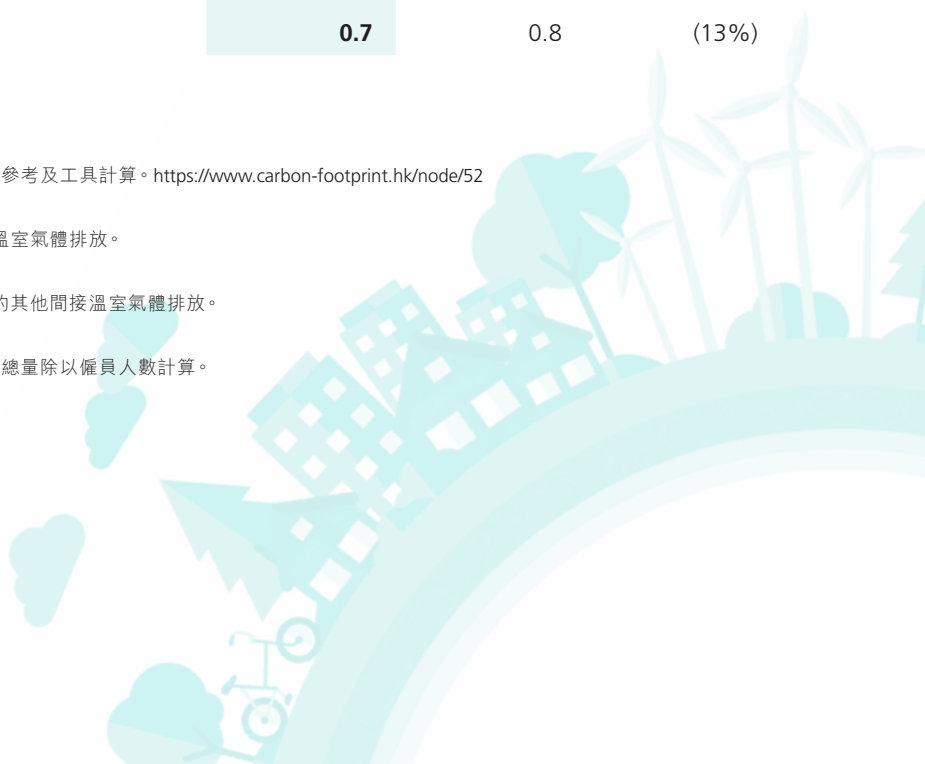 0.7 0.8 (13%)
參考及工具計算。https://www.carbon-footprint.hk/node/52
溫室氣體排放。
的其他間接溫室氣體排放。
總量除以僱員人數計算。